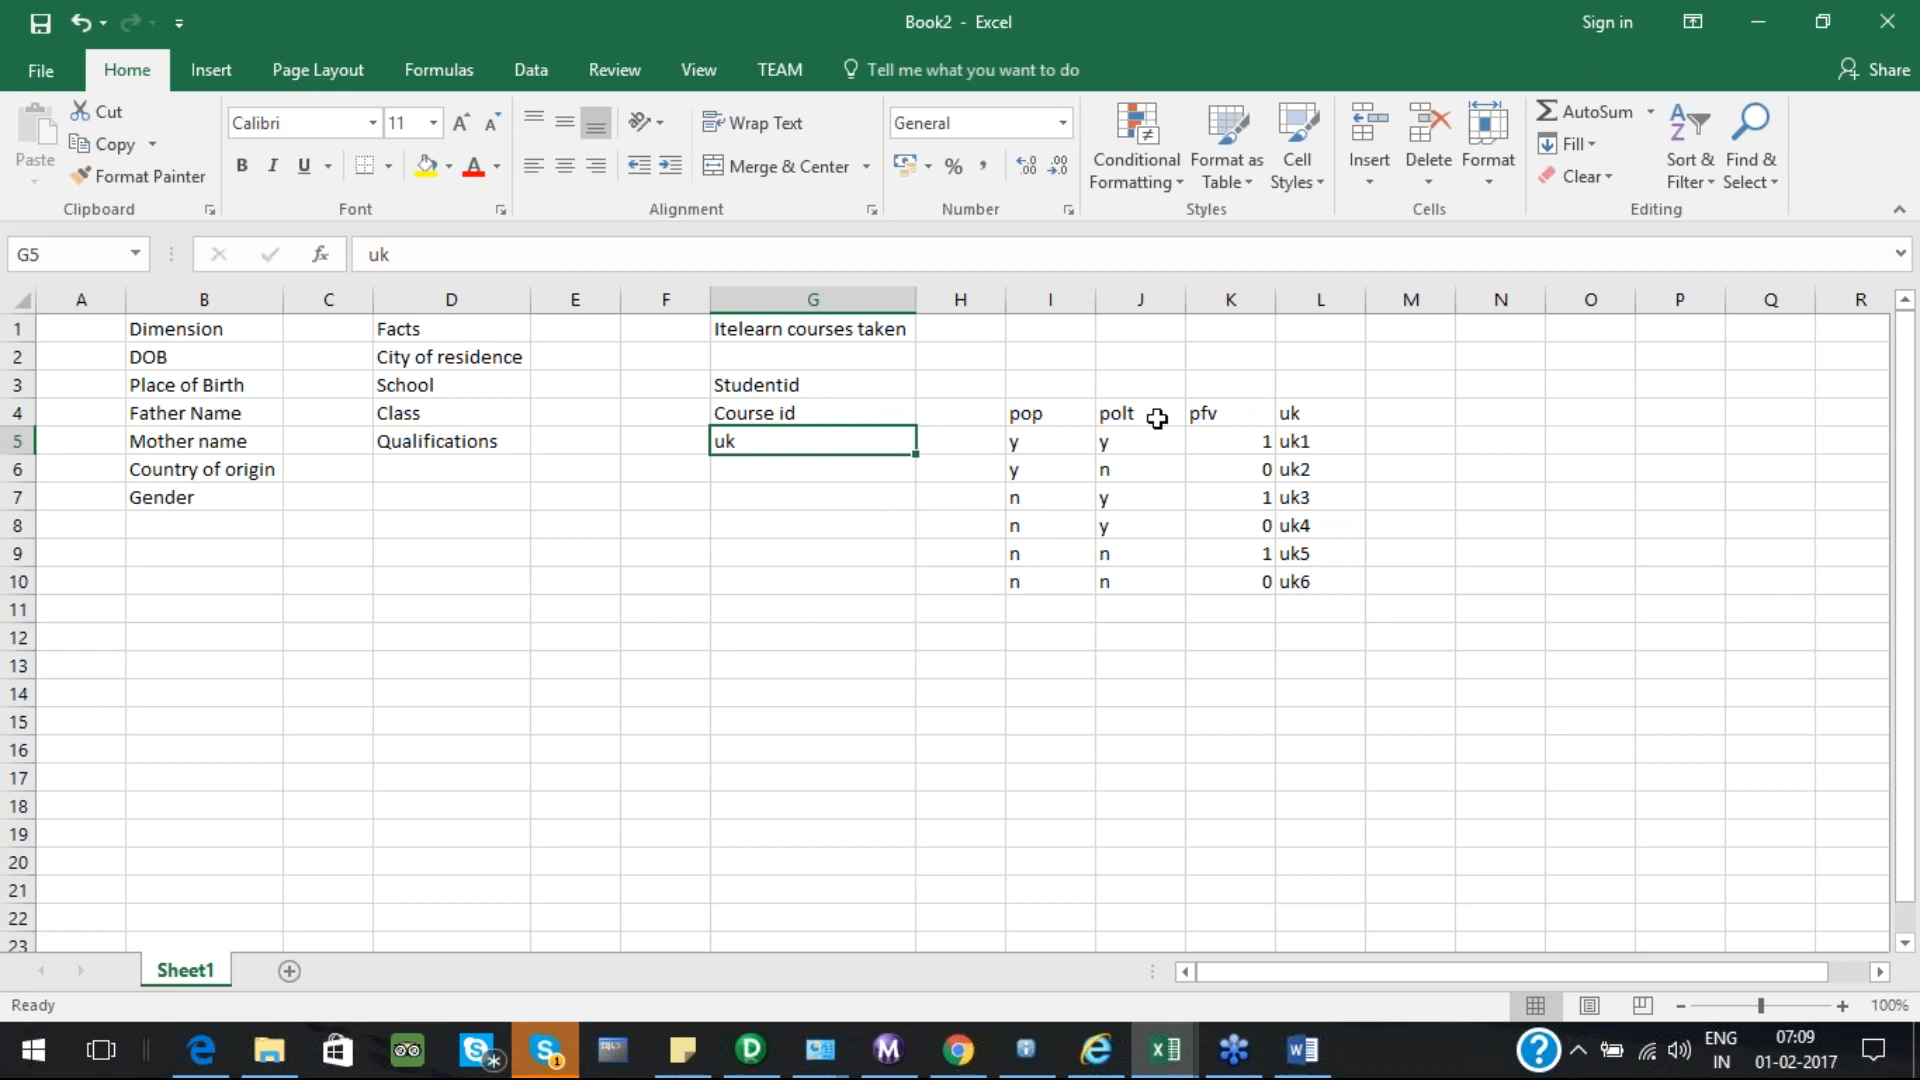 Book2 - Excel
Sign in
File Home Insert Page Layout Formulas Data Review View TEAM Tell me what you want to do Share
Paste
Cut
Copy
Format Painter
Clipboard
Calibri 11
A A
B I U A
Font
Wrap Text
Merge & Center
Alignment
General
% , .00
Number
Conditional Formatting
Format as Table
Cell Styles
Styles
Insert Delete Format
Cells
AutoSum
Fill
Clear
Sort & Filter
Find & Select
Editing
G5 fx uk
A B C D E F G H I J K L M N O P Q R
1 Dimension Facts Itelearn courses taken
2 DOB City of residence
3 Place of Birth School Studentid
4 Father Name Class Course id pop polt pfv uk
5 Mother name Qualifications uk y y 1 uk1
6 Country of origin y n 0 uk2
7 Gender n y 1 uk3
8 n y 0 uk4
9 n n 1 uk5
10 n n 0 uk6
11
12
13
14
15
16
17
18
19
20
21
22
23
Sheet1
Ready 100%
ENG 07:09
IN 01-02-2017